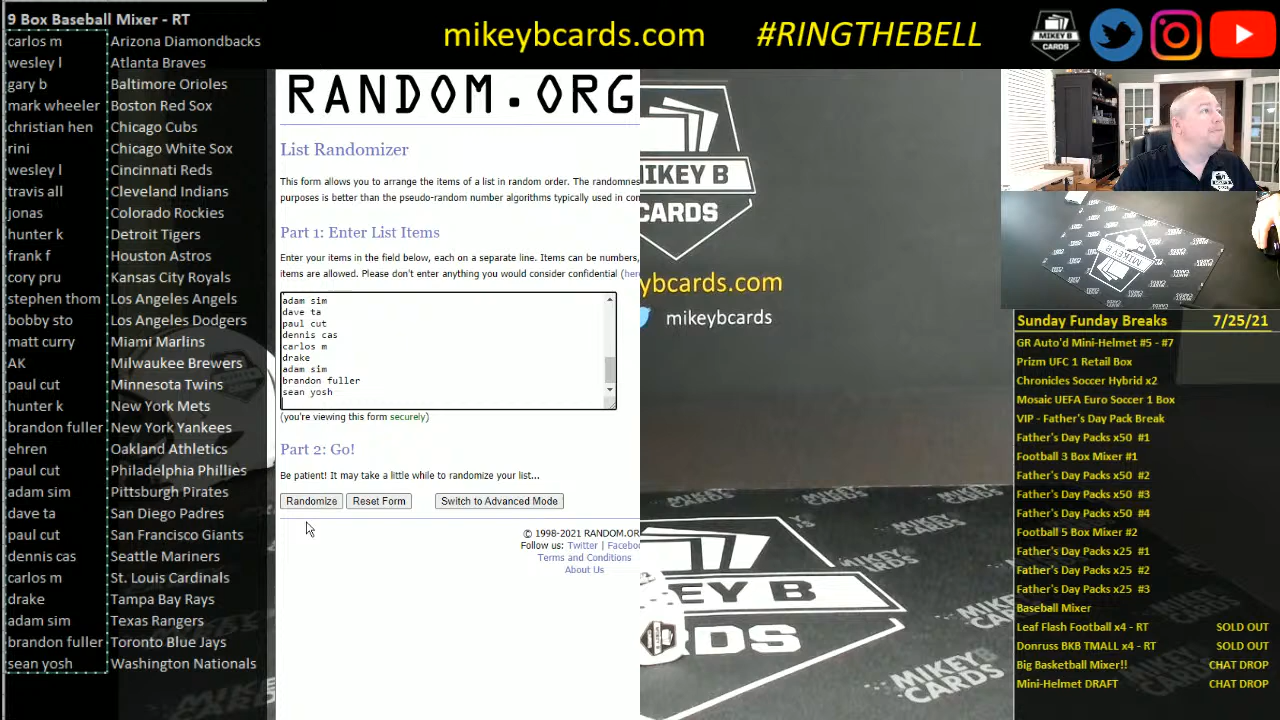 9 Box Baseball Mixer - RT
carlos m Arizona Diamondbacks
wesley l Atlanta Braves
gary b Baltimore Orioles
mark wheeler Boston Red Sox
christian hen Chicago Cubs
rini Chicago White Sox
wesley l Cincinnati Reds
travis all Cleveland Indians
jonas Colorado Rockies
hunter k Detroit Tigers
frank f Houston Astros
cory pru Kansas City Royals
stephen thom Los Angeles Angels
bobby sto Los Angeles Dodgers
matt curry Miami Marlins
AK Milwaukee Brewers
paul cut Minnesota Twins
hunter k New York Mets
brandon fuller New York Yankees
ehren Oakland Athletics
paul cut Philadelphia Phillies
adam sim Pittsburgh Pirates
dave ta San Diego Padres
paul cut San Francisco Giants
dennis cas Seattle Mariners
carlos m St. Louis Cardinals
drake Tampa Bay Rays
adam sim Texas Rangers
brandon fuller Toronto Blue Jays
sean yosh Washington Nationals
mikeybcards.com #RINGTHEBELL
MIKEY B
CARDS
RANDOM.ORG
List Randomizer
This form allows you to arrange the items of a list in random order. The randomnes
purposes is better than the pseudo-random number algorithms typically used in co
Part 1: Enter List Items
Enter your items in the field below, each on a separate line. Items can be numbers,
items are allowed. Please don't enter anything you would consider confidential (her
adam sim
dave ta
paul cut
dennis cas
carlos m
drake
adam sim
brandon fuller
sean yosh
(you're viewing this form securely)
Part 2: Go!
Be patient! It may take a little while to randomize your list...
Randomize Reset Form Switch to Advanced Mode
© 1998-2021 RANDOM.OR
Follow us: Twitter | Facebo
Terms and Conditions
About Us
MIKEY B
CARDS
ybcards.com
mikeybcards
MIKEY B
RDS
Sunday Funday Breaks 7/25/21
GR Auto'd Mini-Helmet #5 - #7
Prizm UFC 1 Retail Box
Chronicles Soccer Hybrid x2
Mosaic UEFA Euro Soccer 1 Box
VIP - Father's Day Pack Break
Father's Day Packs x50 #1
Football 3 Box Mixer #1
Father's Day Packs x50 #2
Father's Day Packs x50 #3
Father's Day Packs x50 #4
Football 5 Box Mixer #2
Father's Day Packs x25 #1
Father's Day Packs x25 #2
Father's Day Packs x25 #3
Baseball Mixer
Leaf Flash Football x4 - RT SOLD OUT
Donruss BKB TMALL x4 - RT SOLD OUT
Big Basketball Mixer!! CHAT DROP
Mini-Helmet DRAFT CHAT DROP